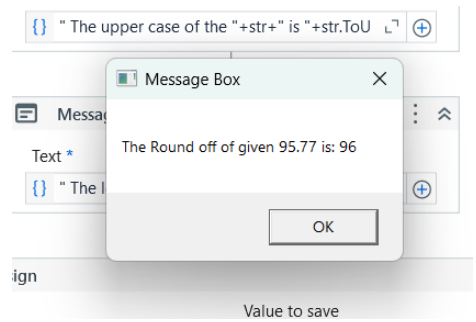 {} " The upper case of the "+str+" is "+str.ToU
Message Box
Messa
Text *
The Round off of given 95.77 is: 96
{} " The l
OK
ign
Value to save